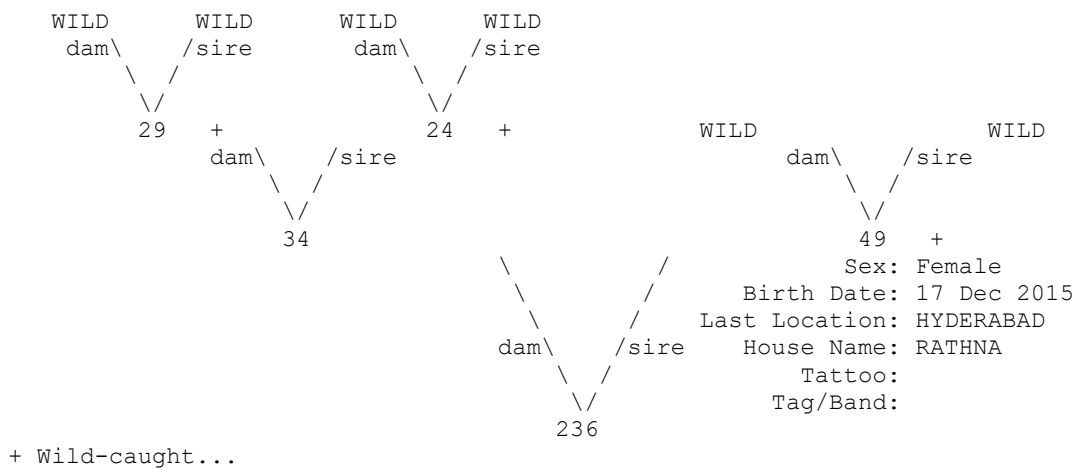 WILD WILD WILD WILD
dam\ /sire dam\ /sire
\ / \ /
\/ \/
29 + 24 + WILD WILD
dam\ /sire dam\ /sire
\ / \ /
\/ \/
34 49 +
\ / Sex: Female
\ / Birth Date: 17 Dec 2015
\ / Last Location: HYDERABAD
dam\ /sire House Name: RATHNA
\ / Tattoo:
\/ Tag/Band:
236
+ Wild-caught...